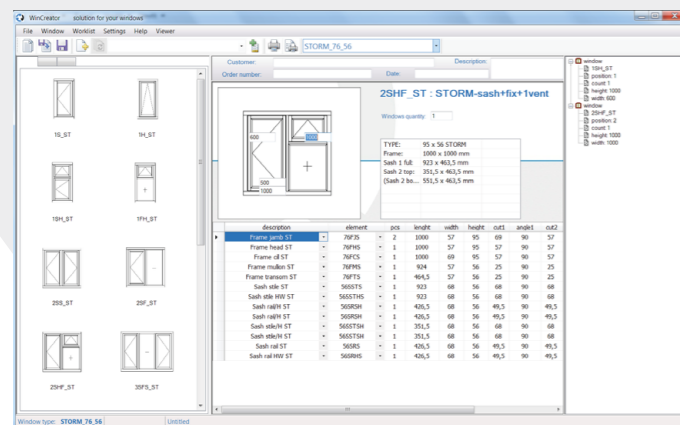 WinCreator solution for your windows
File Window Worklist Settings Help Viewer
STORM_76_56
Customer: Description:
Order number: Date:
1S_ST 1H_ST
1SH_ST 1FH_ST
2SS_ST 2SF_ST
2SHF_ST 3SFS_ST
2SHF_ST : STORM-sash+fix+1vent
Windows quantity: 1
600 1000
500
1000
TYPE: 95 x 56 STORM
Frame: 1000 x 1000 mm
Sash 1 full: 923 x 463,5 mm
Sash 2 top: 351,5 x 463,5 mm
(Sash 2 bo... 551,5 x 463,5 mm
description element pcs lenght width height cut1 angle1 cut2
Frame jamb ST 76FJS 2 1000 57 95 69 90 57
Frame head ST 76FHS 1 1000 57 95 57 90 57
Frame cil ST 76FCS 1 1000 69 95 57 90 57
Frame mullion ST 76FMS 1 924 57 56 25 90 25
Frame transom ST 76FTS 1 464,5 57 56 25 90 25
Sash stile ST 56SSTS 1 923 68 56 68 90 68
Sash stile HW ST 56SSTHS 1 923 68 56 68 90 68
Sash rail/H ST 56SRSH 1 426,5 68 56 49,5 90 49,5
Sash rail/H ST 56SRSH 1 426,5 68 56 49,5 90 49,5
Sash stile/H ST 56SSTSH 1 351,5 68 56 68 90 68
Sash stile/H ST 56SSTSH 1 351,5 68 56 68 90 68
Sash rail ST 56SRS 1 426,5 68 56 49,5 90 49,5
Sash rail HW ST 56SRHS 1 426,5 68 56 49,5 90 49,5
window
1SH_ST
position: 1
count: 1
height: 1000
width: 600
window
2SHF_ST
position: 2
count: 1
height: 1000
width: 1000
Window type: STORM_76_56 Untitled